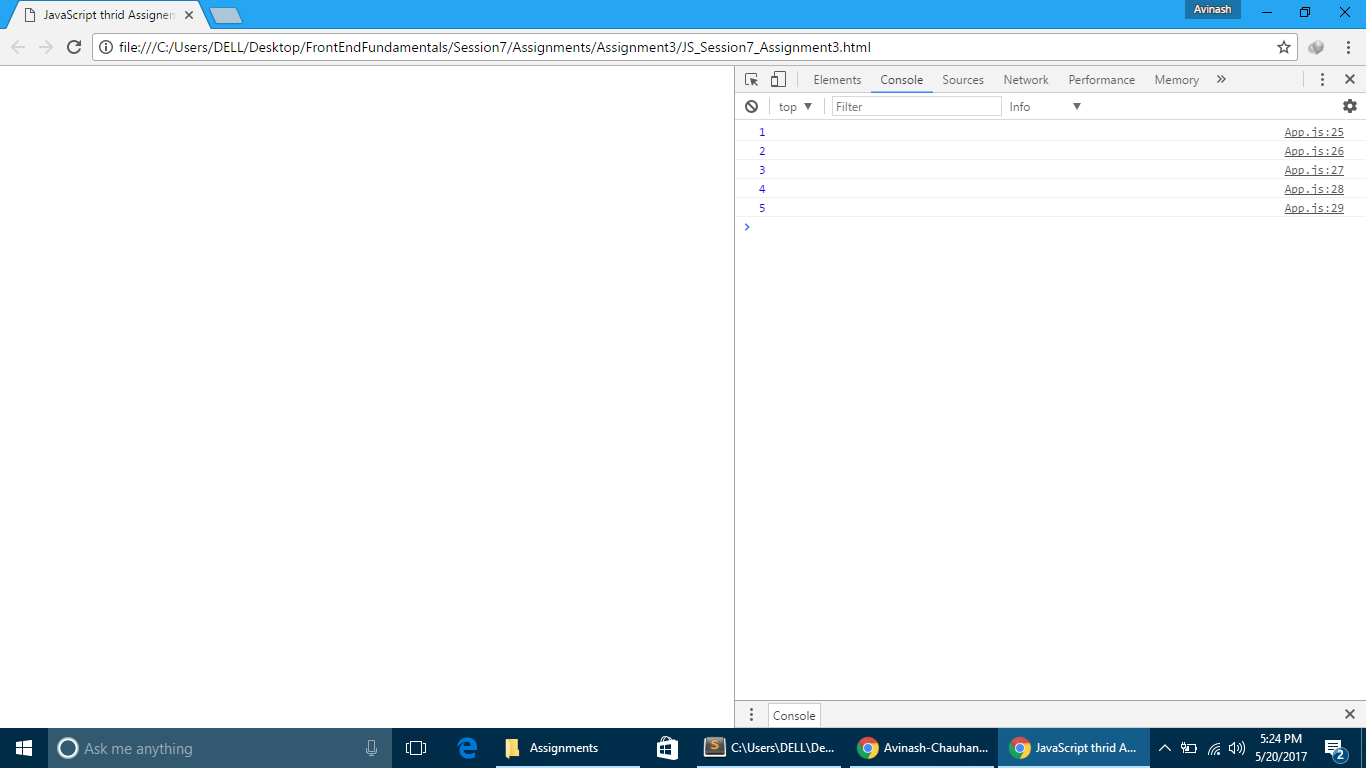 JavaScript thrid Assignen
Avinash
file:///C:/Users/DELL/Desktop/FrontEndFundamentals/Session7/Assignments/Assignment3/JS_Session7_Assignment3.html
Elements Console Sources Network Performance Memory »
top ▼ Filter Info ▼
1 App.js:25
2 App.js:26
3 App.js:27
4 App.js:28
5 App.js:29
>
Console
Ask me anything
Assignments
C:\Users\DELL\De...
Avinash-Chauhan...
JavaScript thrid A...
5:24 PM
5/20/2017
2